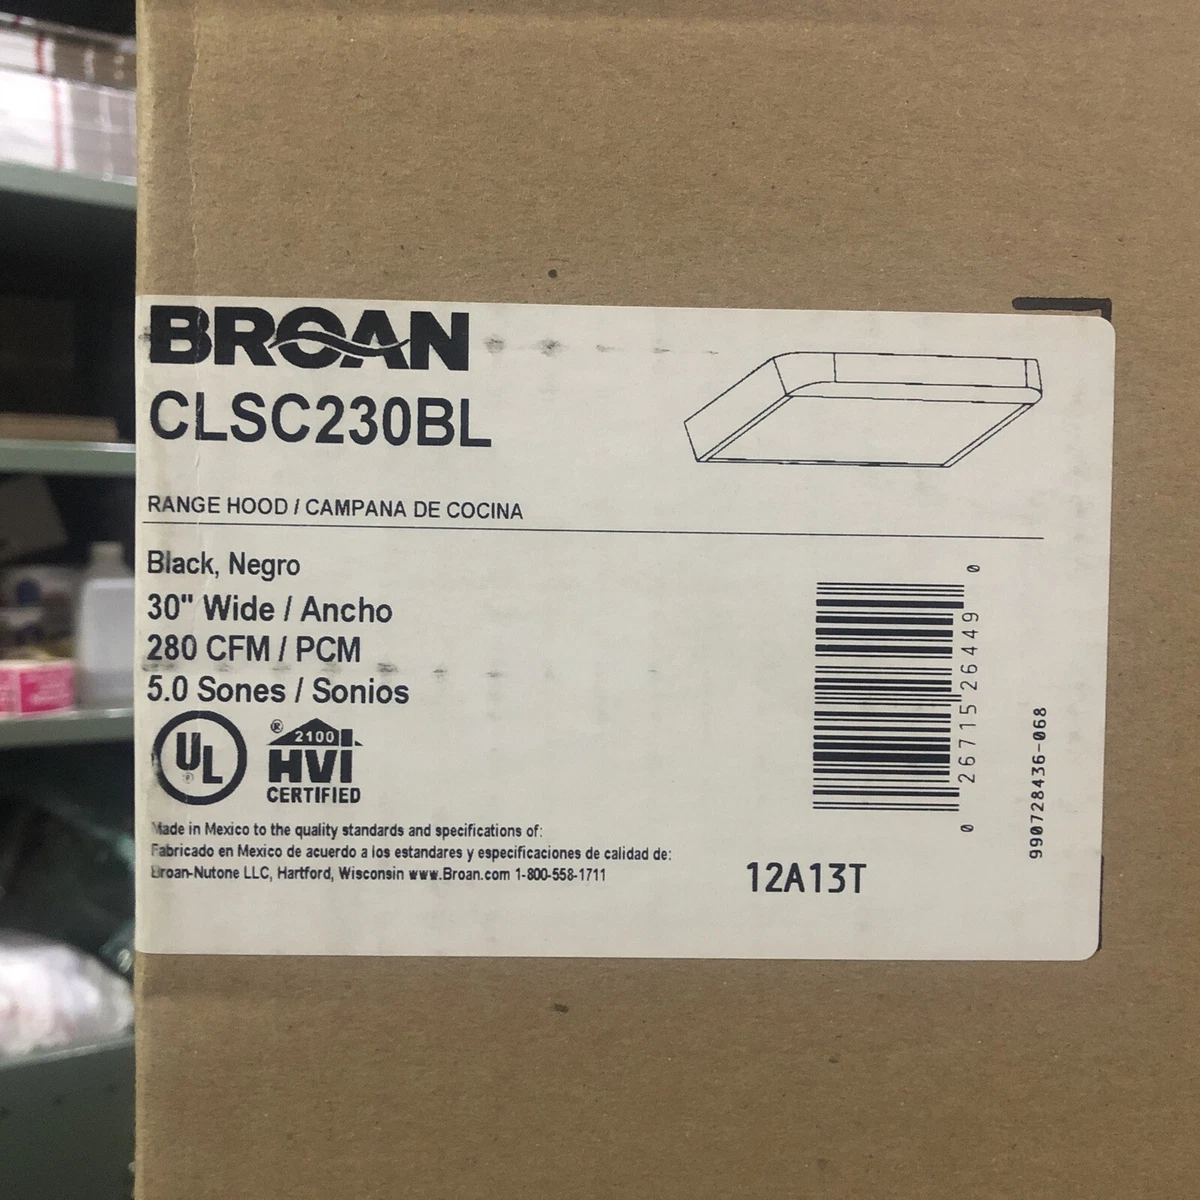 BROAN
CLSC230BL
RANGE HOOD / CAMPANA DE COCINA
Black, Negro
30" Wide / Ancho
280 CFM / PCM
5.0 Sones / Sonios
UL ®
® 2100
HVI
CERTIFIED
Made in Mexico to the quality standards and specifications of:
Fabricado en Mexico de acuerdo a los estandares y especificaciones de calidad de:
Broan-Nutone LLC, Hartford, Wisconsin www.Broan.com 1-800-558-1711
12A13T
0 26715 26449 0
990728436-068